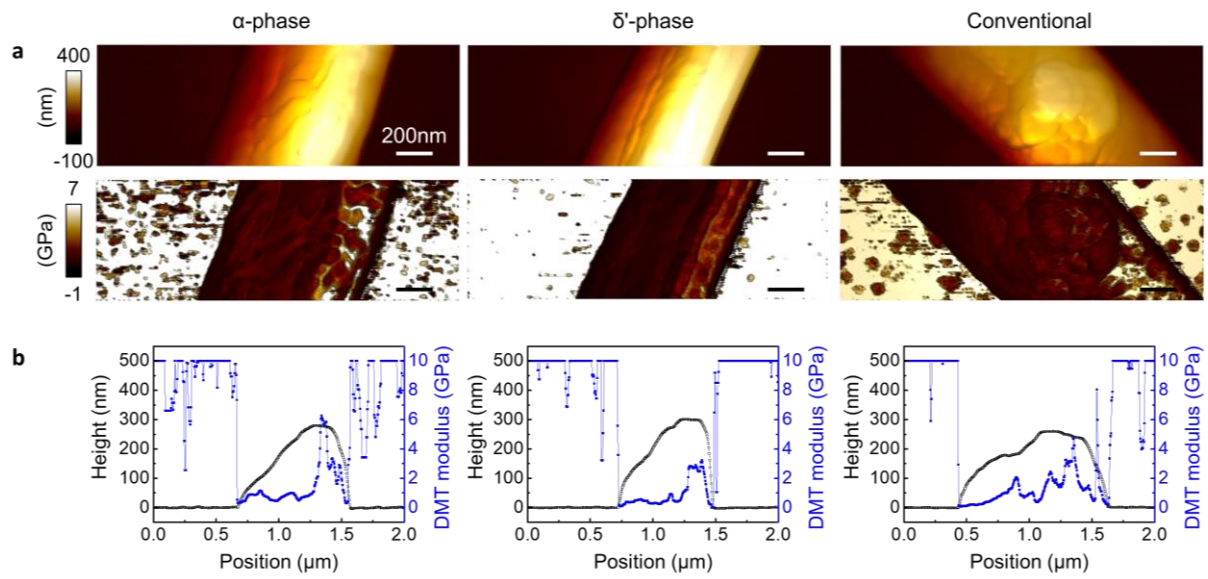 α-phase δ'-phase Conventional
a
400
(nm)
-100
200nm
7
(GPa)
-1
b
500 10 500 10 500 10
400 8 400 8 400 8
300 6 300 6 300 6
200 4 200 4 200 4
100 2 100 2 100 2
0 0 0 0 0 0
Height (nm) DMT modulus (GPa) Height (nm) DMT modulus (GPa) Height (nm) DMT modulus (GPa)
0.0 0.5 1.0 1.5 2.0 0.0 0.5 1.0 1.5 2.0 0.0 0.5 1.0 1.5 2.0
Position (μm) Position (μm) Position (μm)